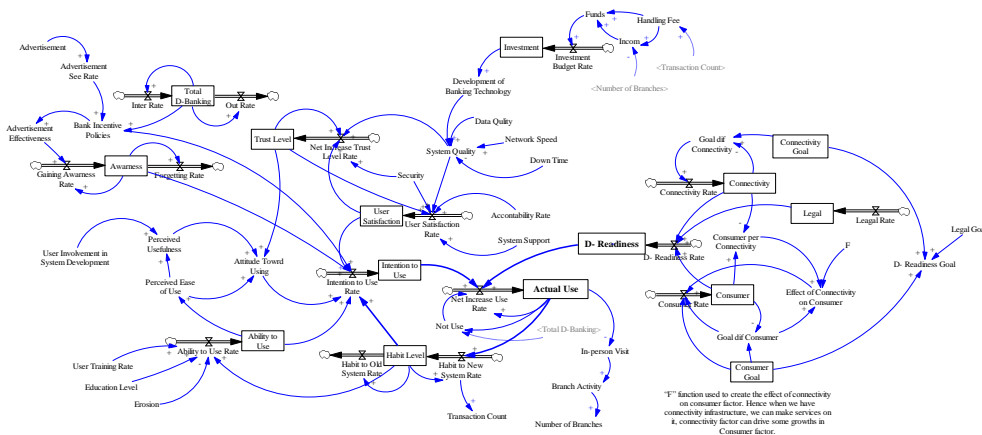 Advertisement
Advertisement
See Rate
Inter Rate
Total
D-Banking
Out Rate
Bank Incentive
Policies
Advertisement
Effectiveness
Gaining Awarness
Rate
Awarness
Forgetting Rate
Trust Level
Net Increase Trust
Level Rate
Security
User
Satisfaction
User Satisfaction
Rate
Investment
Investment
Budget Rate
Funds
Handling Fee
Incom
<Transaction Count>
<Number of Branches>
Development of
Banking Technology
Data Qulity
Network Speed
System Quality
Down Time
Accontability Rate
System Support
User Involvement in
System Development
Perceived
Usefulness
Attitude Towrd
Using
Perceived Ease
of Use
Intention to Use
Rate
Intention to
Use
Ability to Use Rate
Ability to
Use
User Training Rate
Education Level
Erosion
Net Increase Use
Rate
Actual Use
Not Use
<Total D-Banking>
Habit to Old
System Rate
Habit Level
Habit to New
System Rate
Transaction Count
In-person Visit
Branch Activity
Number of Branches
Goal dif
Connectivity
Connectivity
Goal
Connectivity Rate
Connectivity
Legal
Legal Rate
D- Readiness
D- Readiness Rate
Consumer per
Connectivity
F
Legal Goal
D- Readiness Goal
Consumer Rate
Consumer
Effect of Connectivity
on Consumer
Goal dif Consumer
Consumer
Goal
"F" function used to create the effect of connectivity
on consumer factor. Hence when we have
connectivity infrastructure, we can make services on
it, connectivity factor can drive some growths in
Consumer factor.